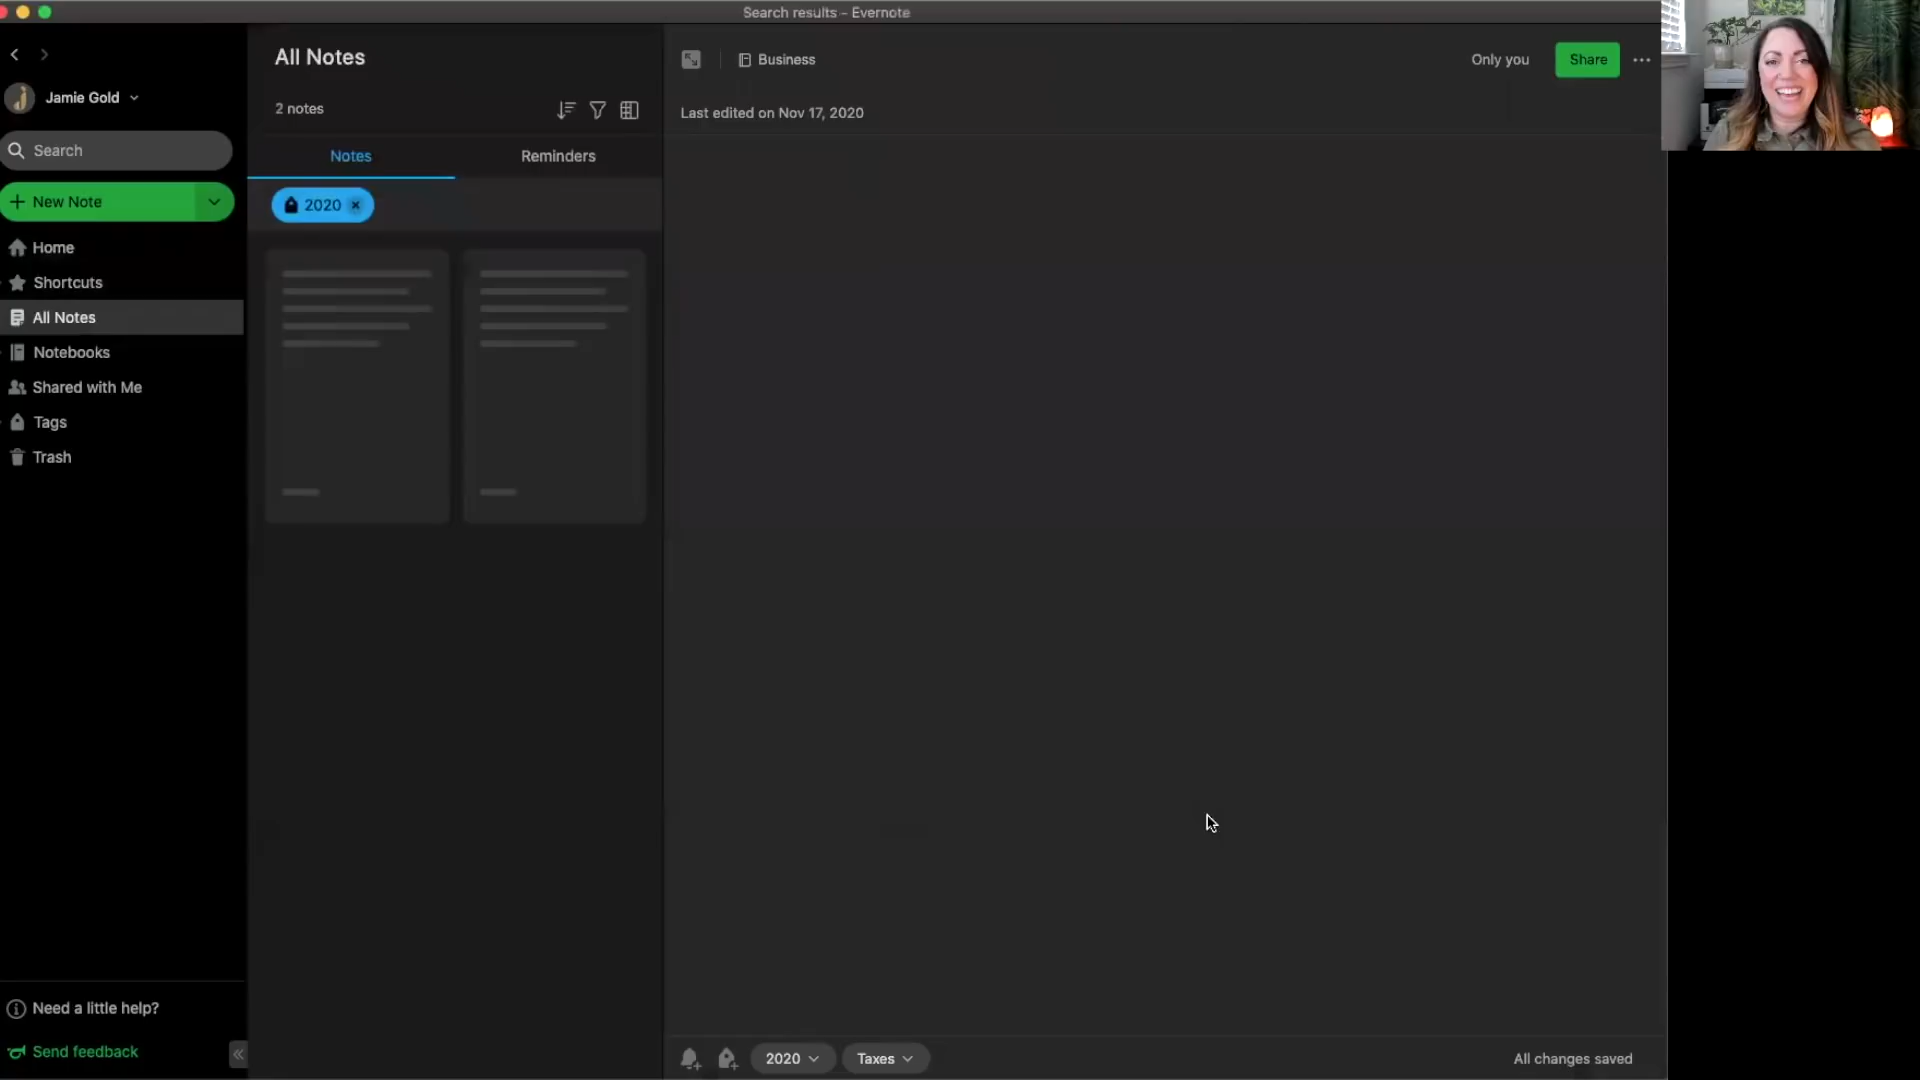 Search results – Evernote
Jamie Gold
Search
New Note
Home
Shortcuts
All Notes
Notebooks
Shared with Me
Tags
Trash
Need a little help?
Send feedback
All Notes
2 notes
Notes
Reminders
2020
Business
Only you
Share
Last edited on Nov 17, 2020
2020
Taxes
All changes saved